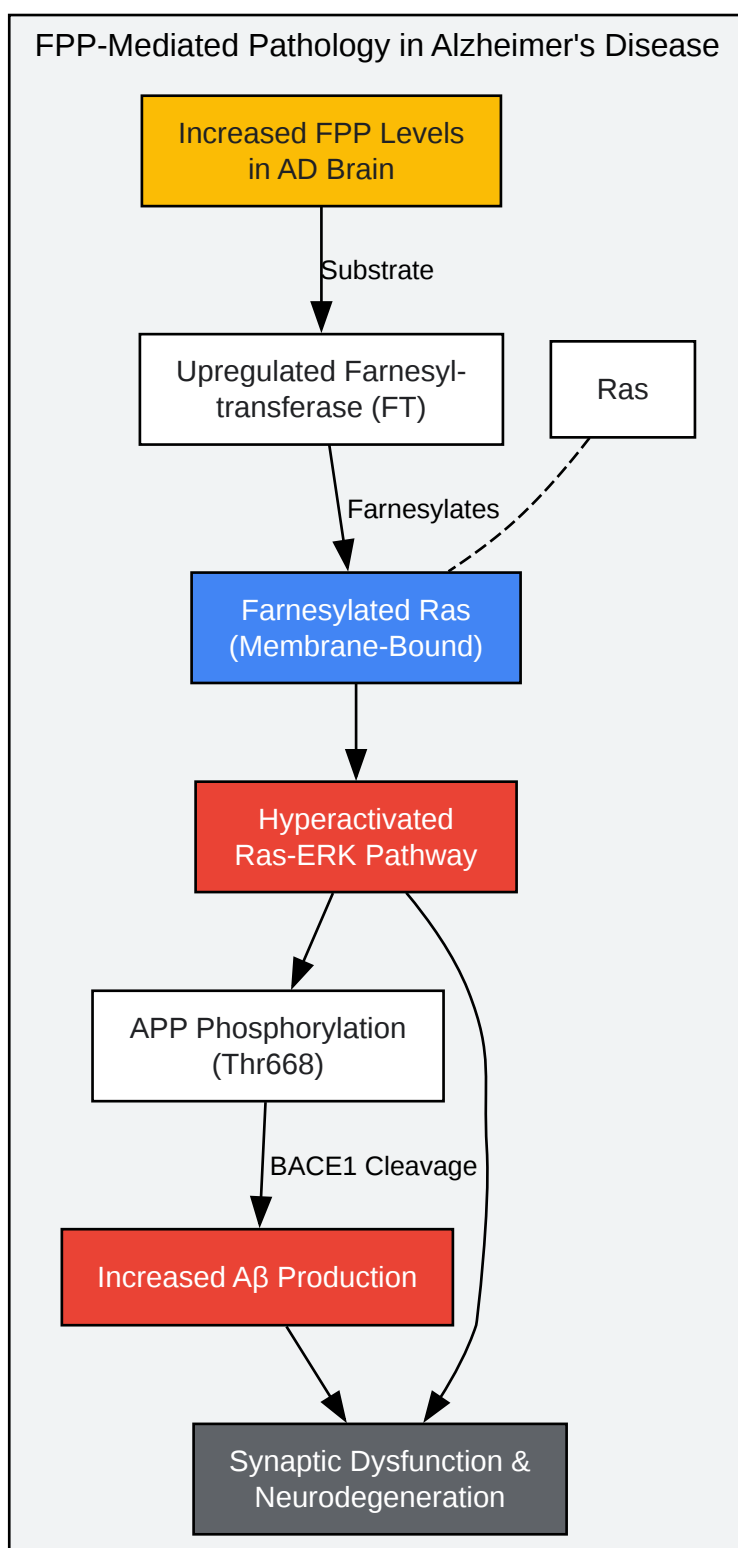 FPP-Mediated Pathology in Alzheimer's Disease
Increased FPP Levels
in AD Brain
Substrate
Upregulated Farnesyl-
transferase (FT)
Ras
Farnesylates
Farnesylated Ras
(Membrane-Bound)
Hyperactivated
Ras-ERK Pathway
APP Phosphorylation
(Thr668)
BACE1 Cleavage
Increased Aβ Production
Synaptic Dysfunction &
Neurodegeneration